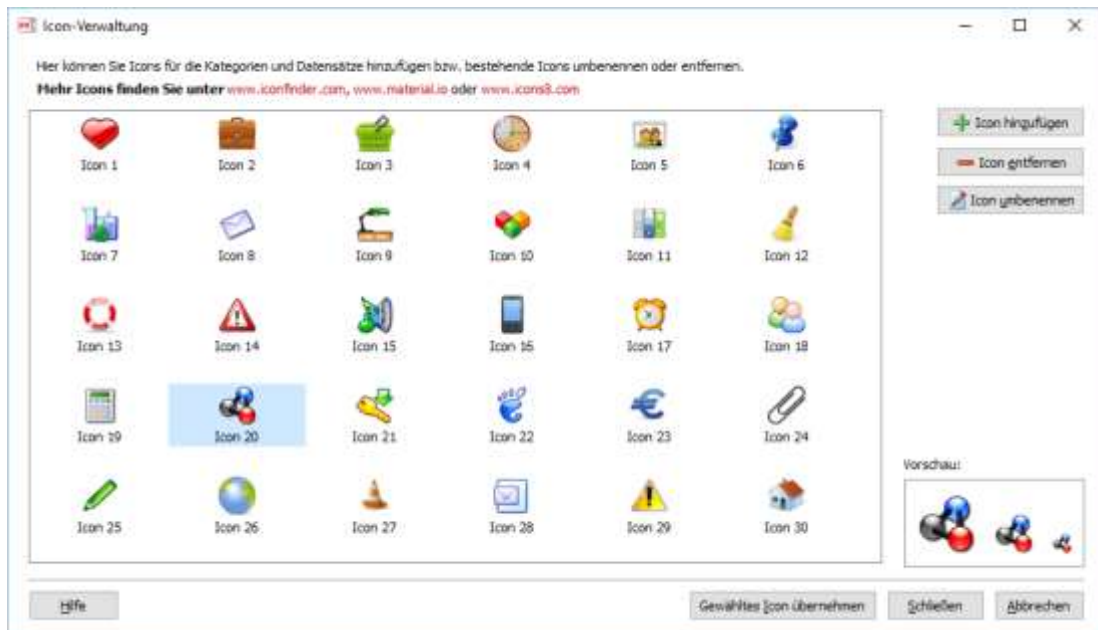 Icon-Verwaltung
Hier können Sie Icons für die Kategorien und Datensätze hinzufügen bzw. bestehende Icons umbenennen oder entfernen.
Mehr Icons finden Sie unter www.iconfinder.com, www.material.io oder www.icons8.com
Icon hinzufügen
Icon entfernen
Icon umbenennen
Icon 1 Icon 2 Icon 3 Icon 4 Icon 5 Icon 6
Icon 7 Icon 8 Icon 9 Icon 10 Icon 11 Icon 12
Icon 13 Icon 14 Icon 15 Icon 16 Icon 17 Icon 18
Icon 19 Icon 20 Icon 21 Icon 22 Icon 23 Icon 24
Icon 25 Icon 26 Icon 27 Icon 28 Icon 29 Icon 30
Vorschau:
Hilfe Gewähltes Icon übernehmen Schließen Abbrechen